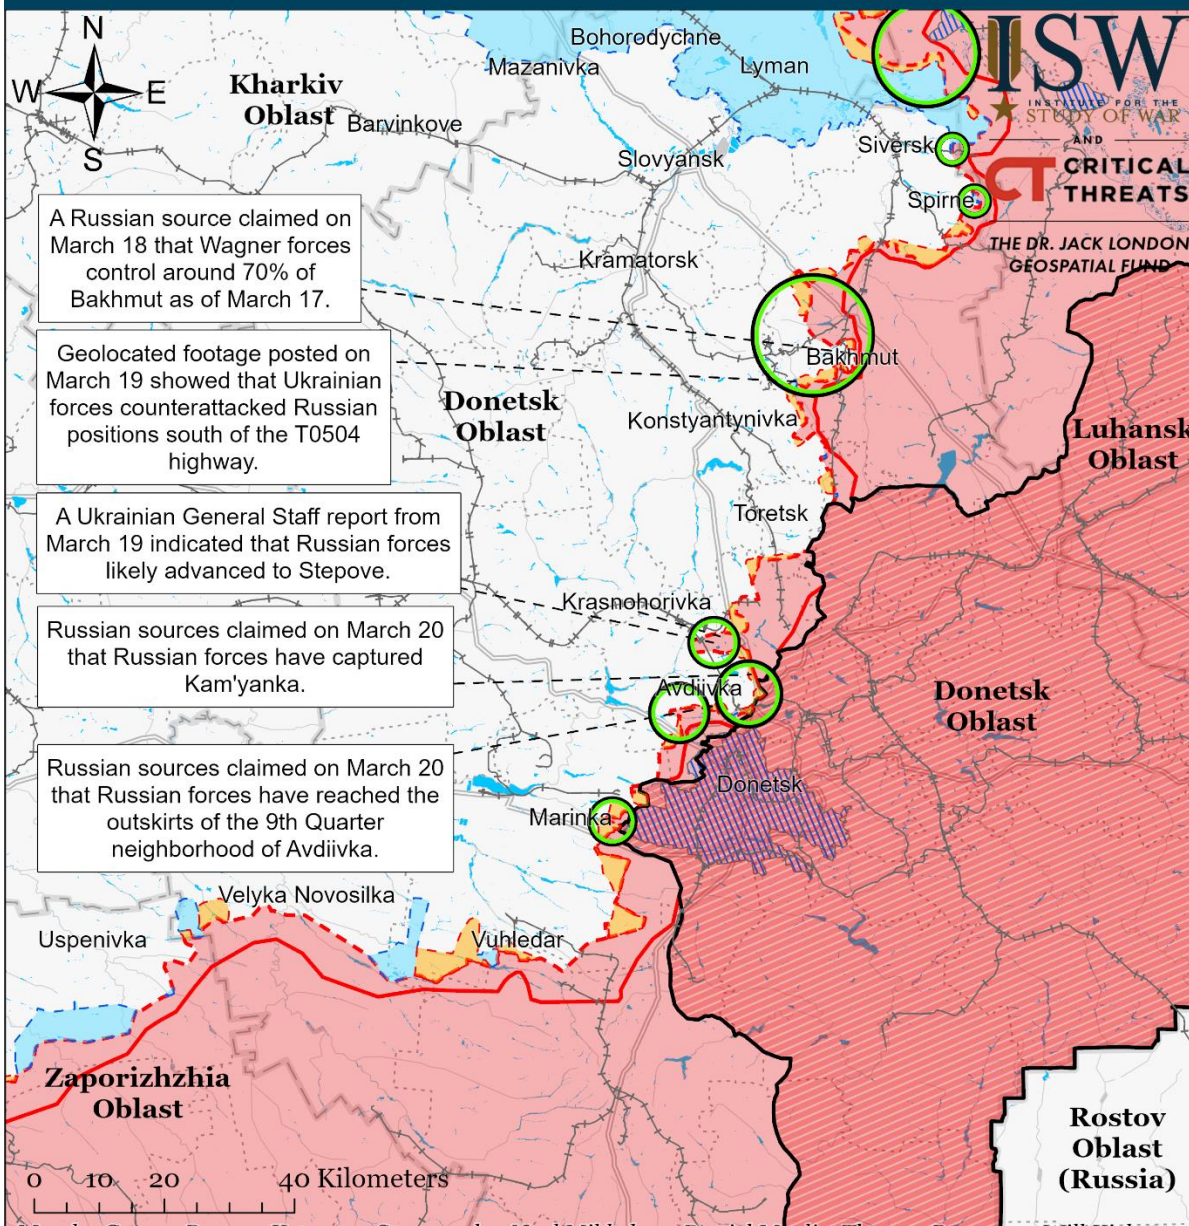 N
W
E
S
Kharkiv
Oblast
Bohorodychne
Mazanivka
Lyman
Barvinkove
Slovyansk
Siversk
Spirne
Kramatorsk
ISW
INSTITUTE FOR THE
STUDY OF WAR
AND
CT CRITICAL
THREATS
THE DR. JACK LONDON
GEOSPATIAL FUND
A Russian source claimed on
March 18 that Wagner forces
control around 70% of
Bakhmut as of March 17.
Geolocated footage posted on
March 19 showed that Ukrainian
forces counterattacked Russian
positions south of the T0504
highway.
A Ukrainian General Staff report from
March 19 indicated that Russian forces
likely advanced to Stepove.
Russian sources claimed on March 20
that Russian forces have captured
Kam'yanka.
Russian sources claimed on March 20
that Russian forces have reached the
outskirts of the 9th Quarter
neighborhood of Avdiivka.
Bakhmut
Donetsk
Oblast
Konstyantynivka
Luhansk
Oblast
Toretsk
Krasnohorivka
Avdiivka
Donetsk
Oblast
Donetsk
Marinka
Velyka Novosilka
Uspenivka
Vuhledar
Zaporizhzhia
Oblast
Rostov
Oblast
(Russia)
0 10 20 40 Kilometers